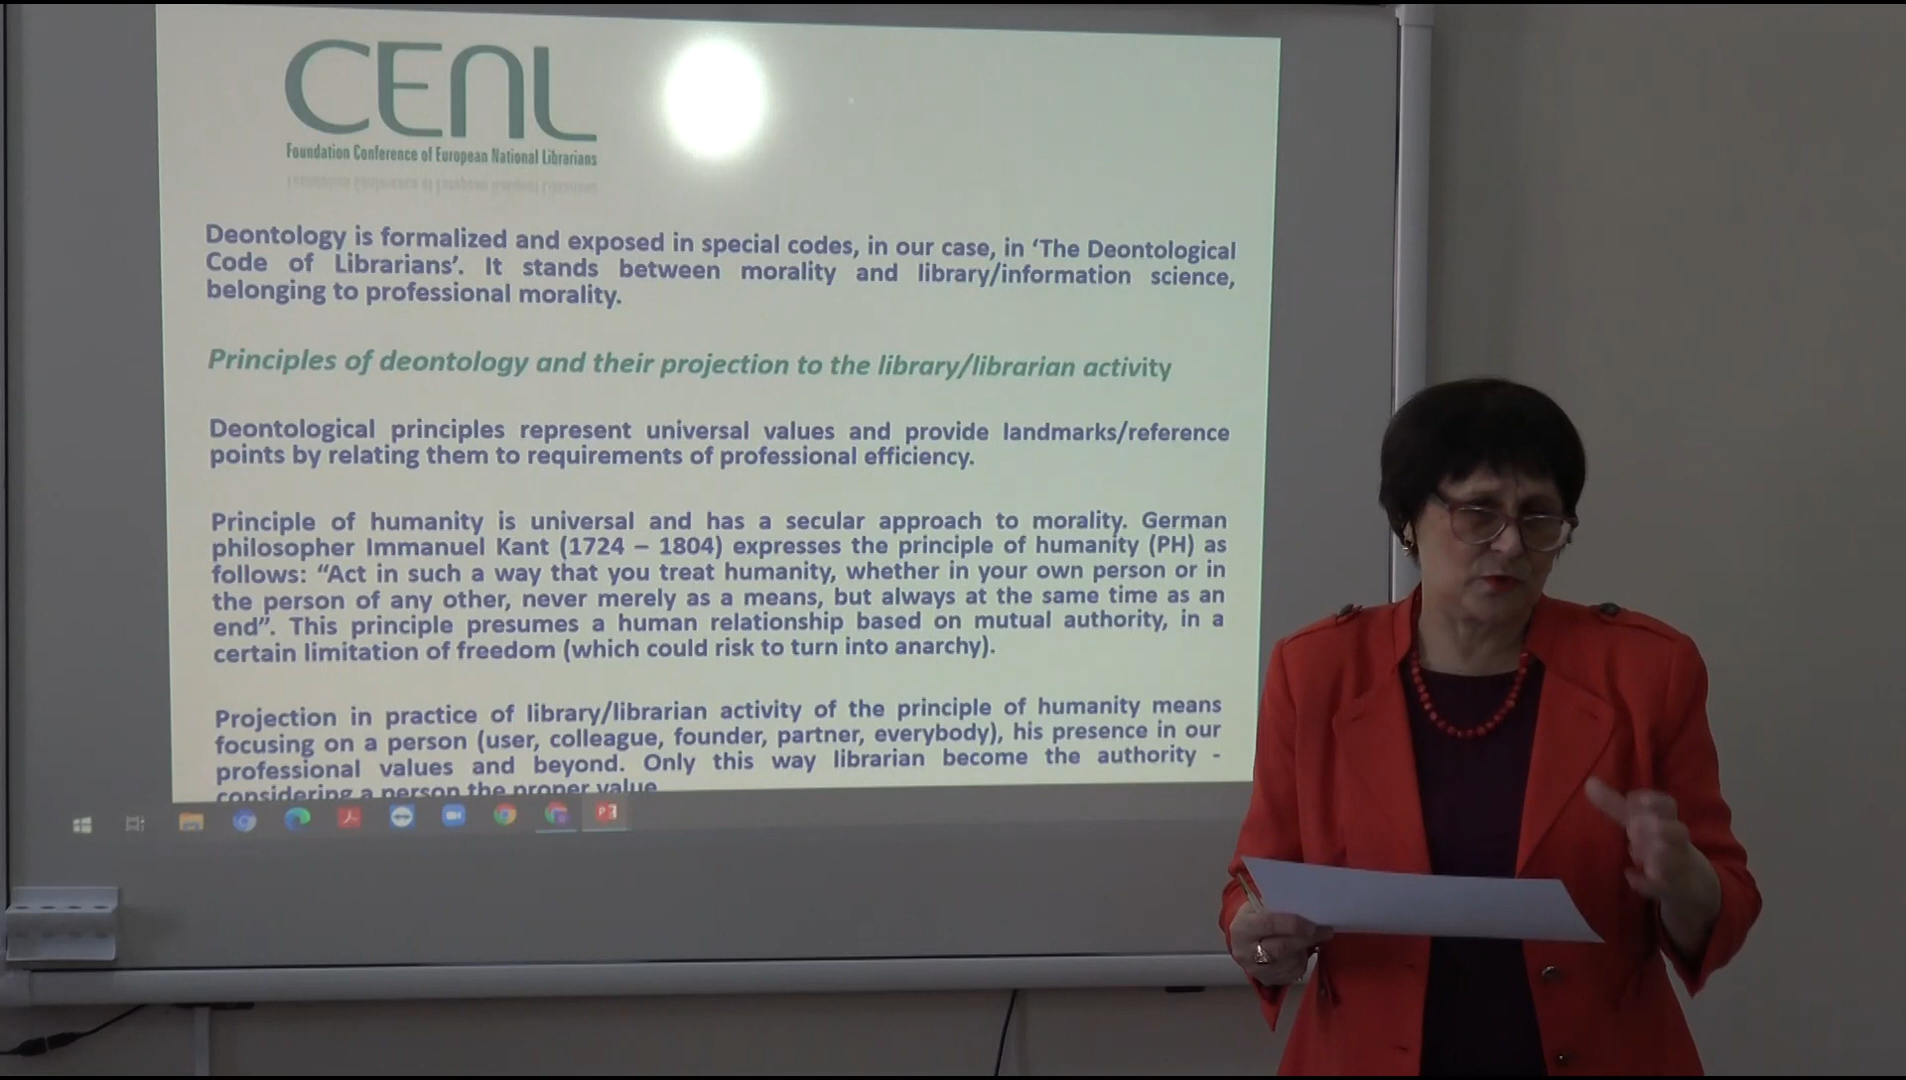 CENL
Foundation Conference of European National Librarians
Deontology is formalized and exposed in special codes, in our case, in ‘The Deontological
Code of Librarians’. It stands between morality and library/information science,
belonging to professional morality.
Principles of deontology and their projection to the library/librarian activity
Deontological principles represent universal values and provide landmarks/reference
points by relating them to requirements of professional efficiency.
Principle of humanity is universal and has a secular approach to morality. German
philosopher Immanuel Kant (1724 – 1804) expresses the principle of humanity (PH) as
follows: “Act in such a way that you treat humanity, whether in your own person or in
the person of any other, never merely as a means, but always at the same time as an
end”. This principle presumes a human relationship based on mutual authority, in a
certain limitation of freedom (which could risk to turn into anarchy).
Projection in practice of library/librarian activity of the principle of humanity means
focusing on a person (user, colleague, founder, partner, everybody), his presence in our
professional values and beyond. Only this way librarian become the authority -
considering a person the proper value